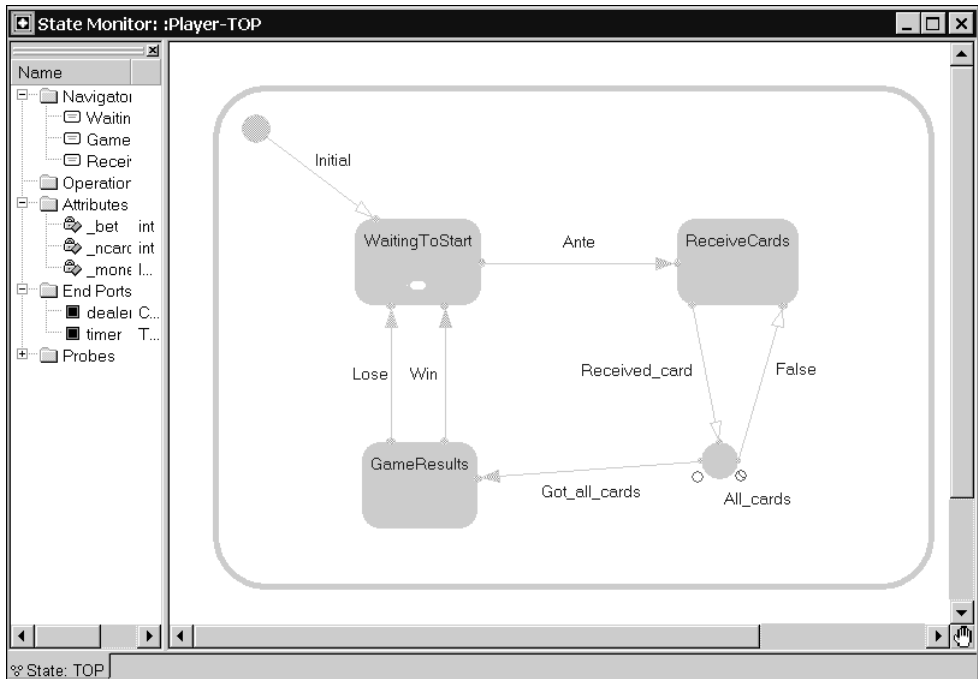 State Monitor: :Player-TOP
Name
Navigator
Waitin
Game
Recei
Operation
Attributes
_bet int
_ncard int
_mone I...
End Ports
dealer C...
timer T...
Probes
Initial
WaitingToStart
Ante
ReceiveCards
Lose
Win
Received_card
False
GameResults
Got_all_cards
All_cards
State: TOP